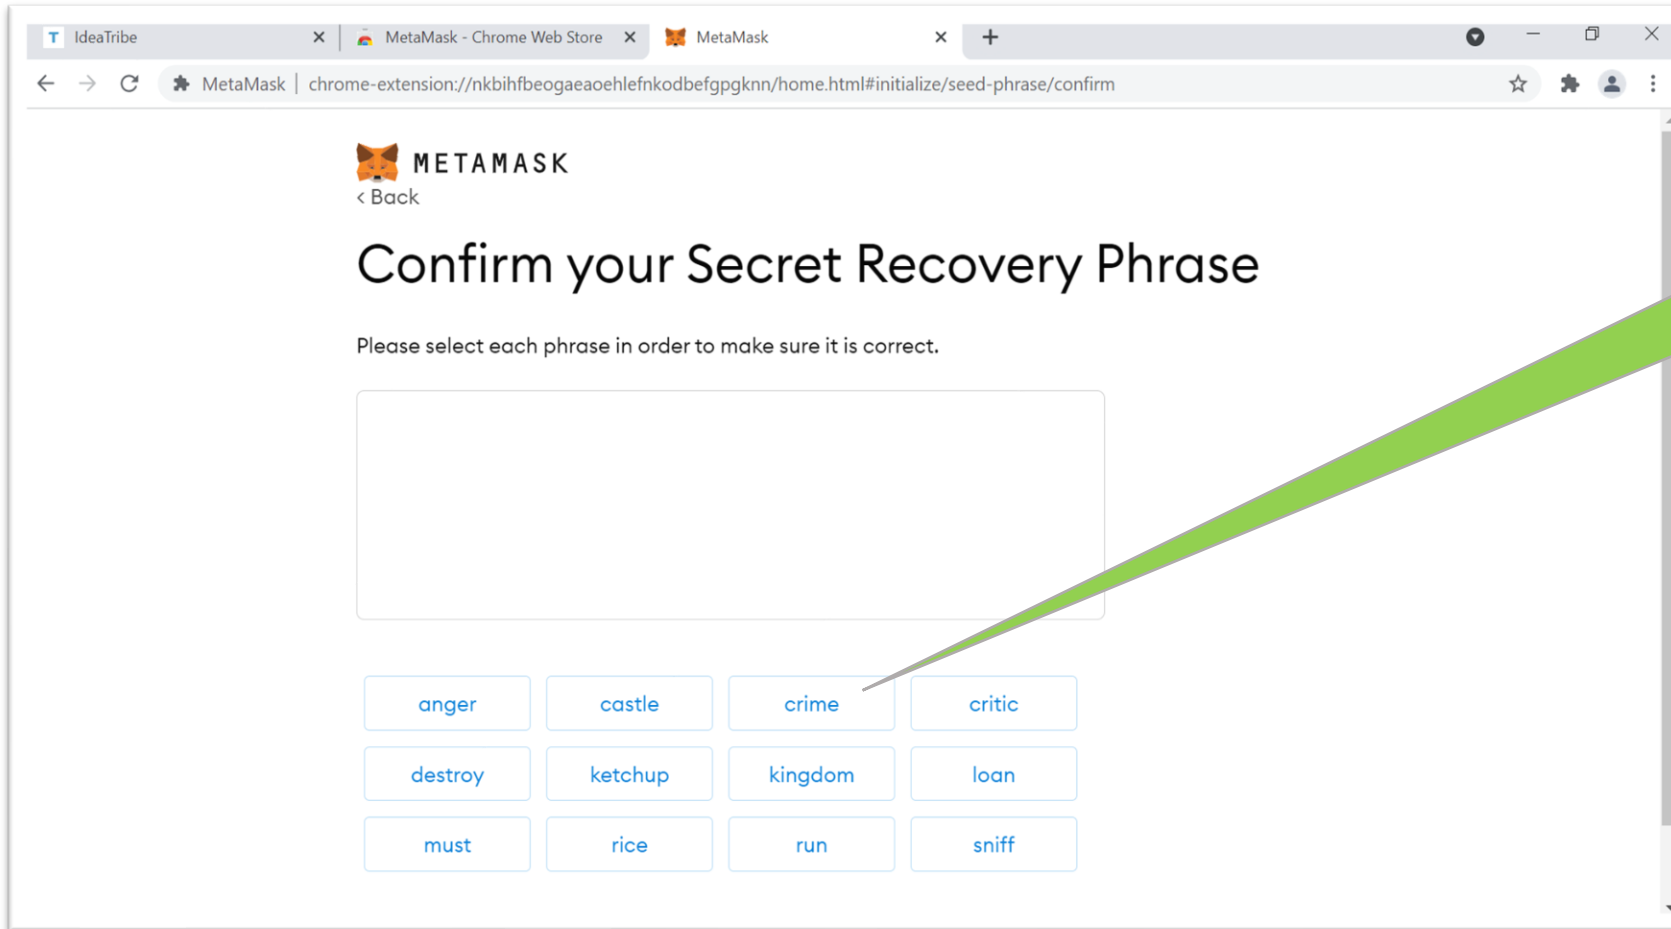 IdeaTribe MetaMask - Chrome Web Store MetaMask
MetaMask chrome-extension://nkbihfbeogaeaoehlefnkodbefgpgknn/home.html#initialize/seed-phrase/confirm
METAMASK
< Back
Confirm your Secret Recovery Phrase
Please select each phrase in order to make sure it is correct.
anger castle crime critic
destroy ketchup kingdom loan
must rice run sniff